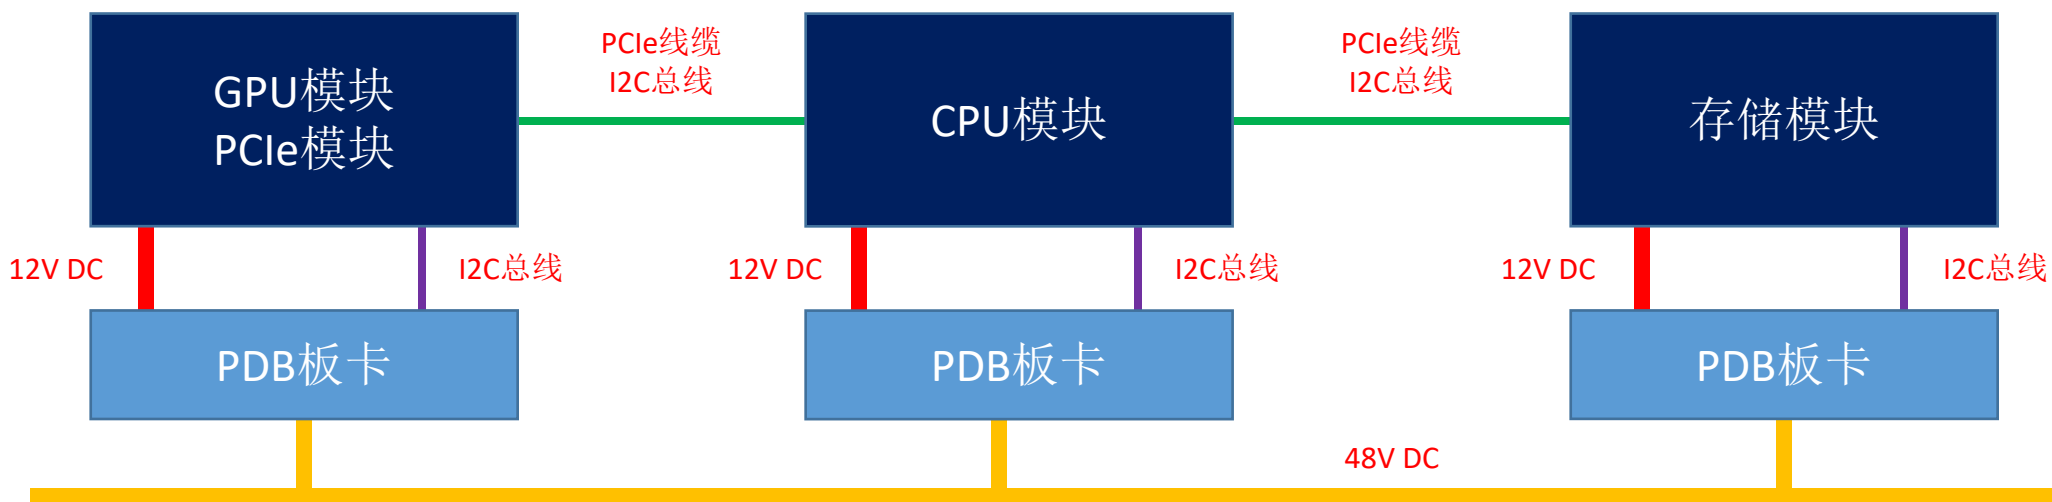 PCIe线缆
I2C总线
PCIe线缆
I2C总线
GPU模块
PCIe模块
CPU模块
存储模块
12V DC
I2C总线
12V DC
I2C总线
12V DC
I2C总线
PDB板卡
PDB板卡
PDB板卡
48V DC